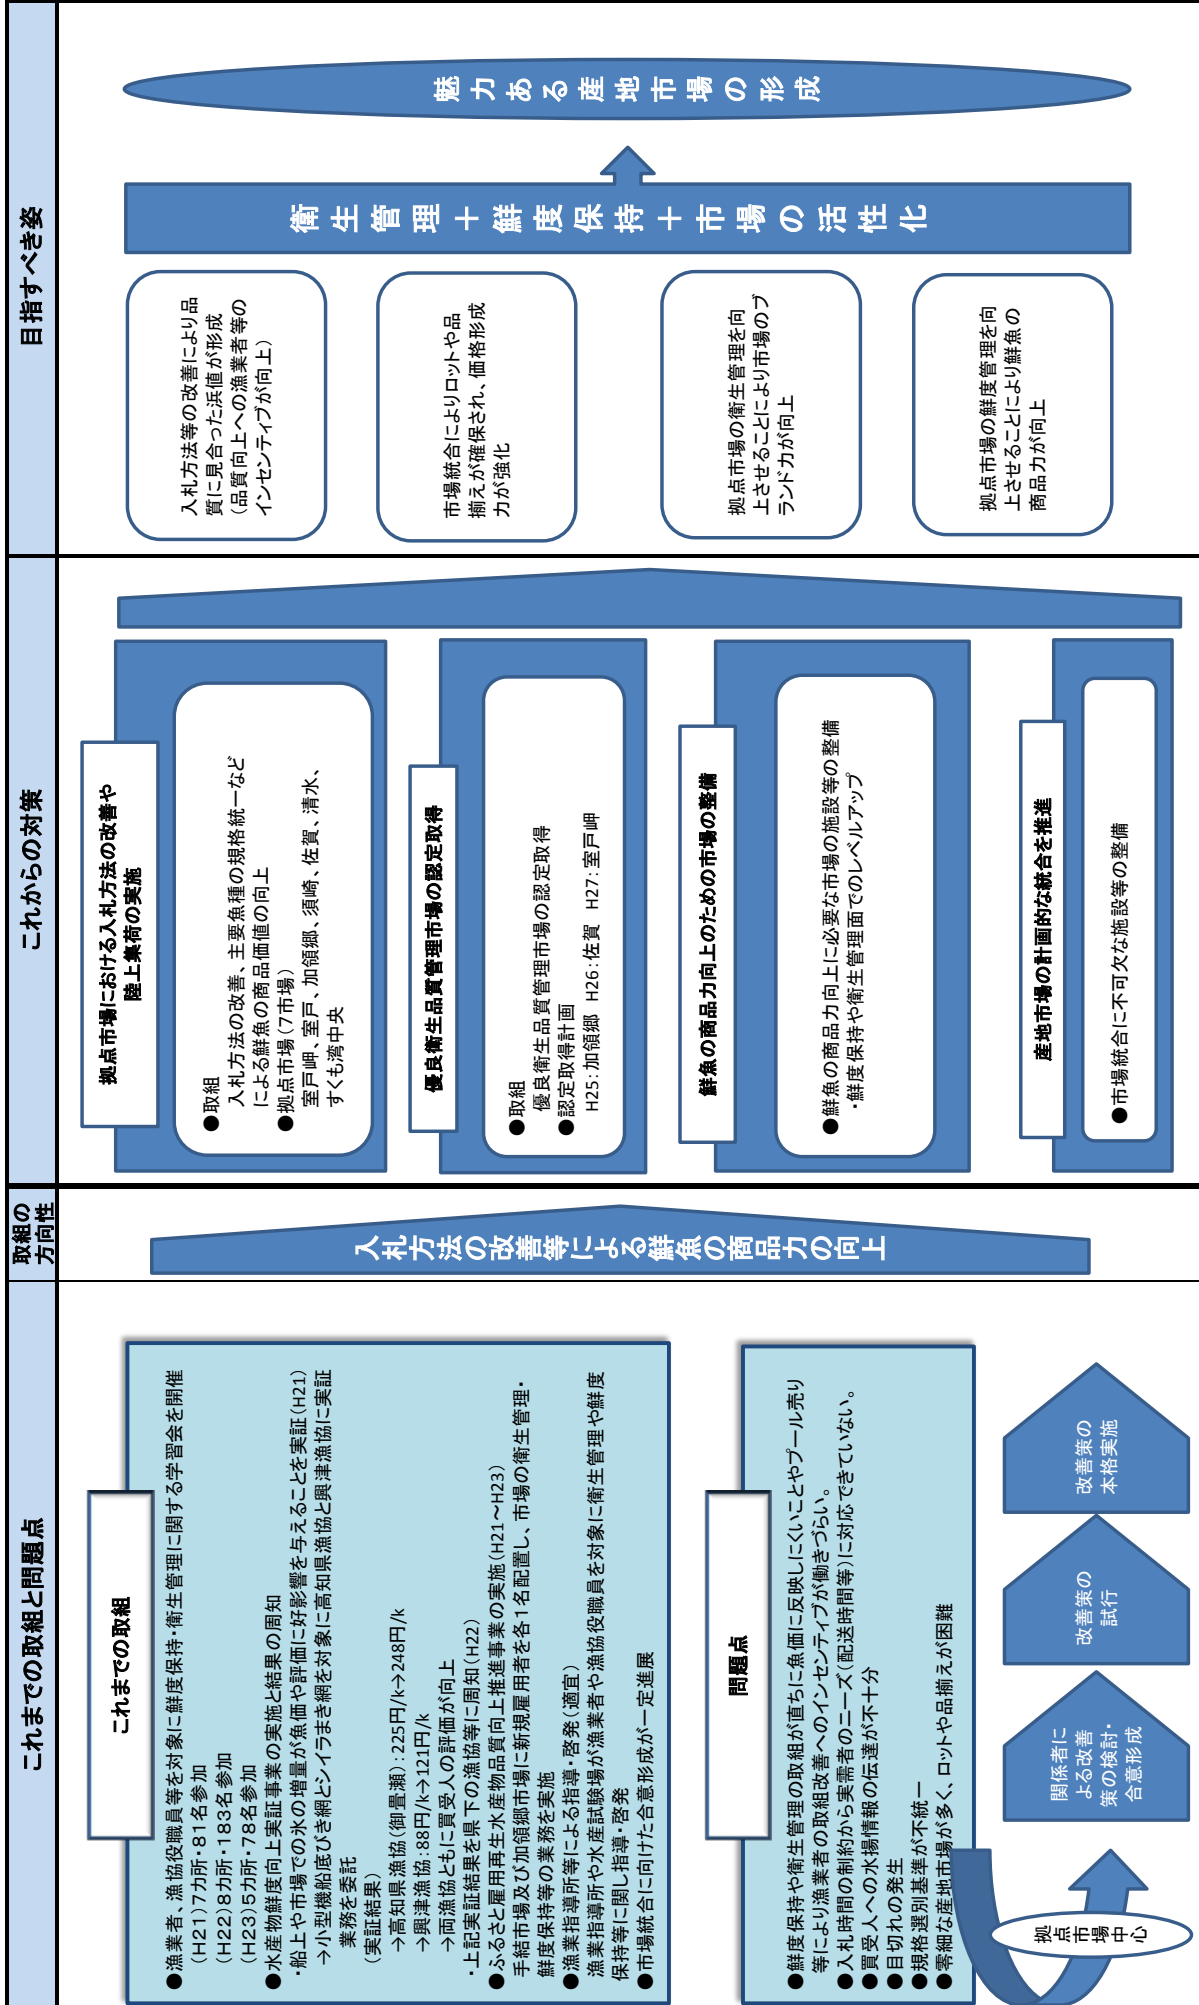 これまでの取組と問題点
取組の
方向性
これからの対策
目指すべき姿
これまでの取組
●漁業者、漁協役職員等を対象に鮮度保持・衛生管理に関する学習会を開催
(H21)7カ所・81名参加
(H22)8カ所・183名参加
(H23)5カ所・78名参加
●水産物鮮度向上実証事業の実施と結果の周知
・船上や市場での氷の増量が魚価や評価に好影響を与えることを実証(H21)
→小型機船底びき網とシイラまき網を対象に高知県漁協と興津漁協に実証
業務を委託
(実証結果)
→高知県漁協(御畳瀬):225円/k→248円/k
→興津漁協:88円/k→121円/k
→両漁協ともに買受人の評価が向上
・上記実証結果を県下の漁協等に周知(H22)
●ふるさと雇用再生水産物品質向上推進事業の実施(H21~H23)
手結市場及び加領郷市場に新規雇用者を各1名配置し、市場の衛生管理・
鮮度保持等の業務を実施
●漁業指導所等による指導・啓発(適宜)
漁業指導所や水産試験場が漁業者や漁協役職員を対象に衛生管理や鮮度
保持等に関し指導・啓発
●市場統合に向けた合意形成が一定進展
問題点
●鮮度保持や衛生管理の取組が直ちに魚価に反映しにくいことやプール売り
等により漁業者の取組改善へのインセンティブが働きづらい。
●入札時間の制約から実需者のニーズ(配送時間等)に対応できていない。
●買受人への水揚情報の伝達が不十分
●目切れの発生
●規格選別基準が不統一
●零細な産地市場が多く、ロットや品揃えが困難
拠点市場中心
関係者に
よる改善
策の検討・
合意形成
改善策の
試行
改善策の
本格実施
入札方法の改善等による鮮魚の商品力の向上
拠点市場における入札方法の改善や
陸上集荷の実施
●取組
入札方法の改善、主要魚種の規格統一など
による鮮魚の商品価値の向上
●拠点市場(7市場)
室戸岬、室戸、加領郷、須崎、佐賀、清水、
すくも湾中央
優良衛生品質管理市場の認定取得
●取組
優良衛生品質管理市場の認定取得
●認定取得計画
H25:加領郷 H26:佐賀 H27:室戸岬
鮮魚の商品力向上のための市場の整備
●鮮魚の商品力向上に必要な市場の施設等の整備
・鮮度保持や衛生管理面でのレベルアップ
産地市場の計画的な統合を推進
●市場統合に不可欠な施設等の整備
入札方法等の改善により品
質に見合った浜値が形成
(品質向上への漁業者等の
インセンティブが向上)
市場統合によりロットや品
揃えが確保され、価格形成
力が強化
拠点市場の衛生管理を向
上させることにより市場のブ
ランド力が向上
拠点市場の鮮度管理を向
上させることにより鮮魚の
商品力が向上
衛生管理+鮮度保持+市場の活性化
魅力ある産地市場の形成